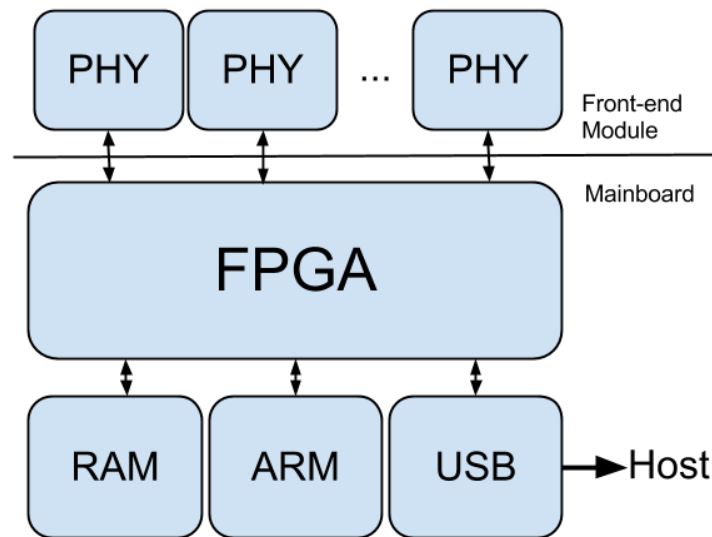 PHY PHY ... PHY
Front-end
Module
Mainboard
FPGA
RAM ARM USB Host